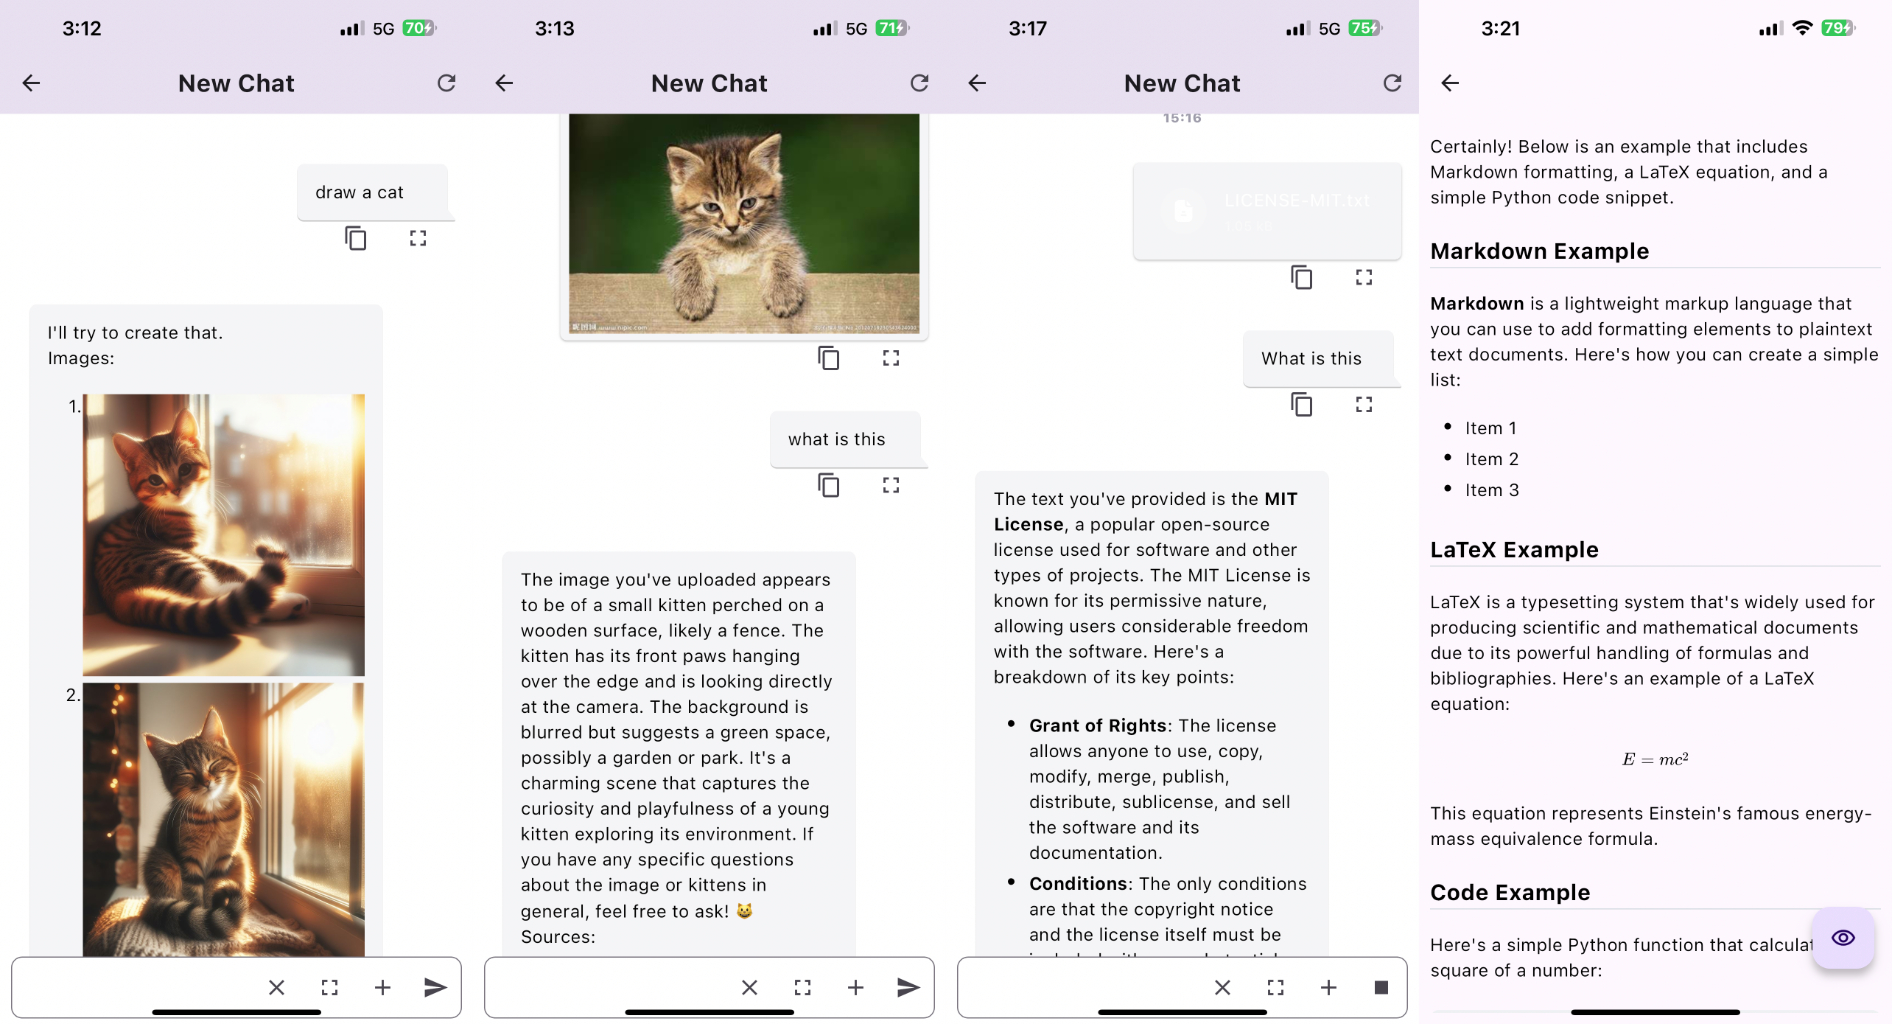 3:12
5G
70
New Chat
draw a cat
I'll try to create that.
Images:
1.
2.
3:13
5G
71
New Chat
what is this
The image you've uploaded appears
to be of a small kitten perched on a
wooden surface, likely a fence. The
kitten has its front paws hanging
over the edge and is looking directly
at the camera. The background is
blurred but suggests a green space,
possibly a garden or park. It's a
charming scene that captures the
curiosity and playfulness of a young
kitten exploring its environment. If
you have any specific questions
about the image or kittens in
general, feel free to ask! 😺
Sources:
3:17
5G
75
New Chat
15:16
LICENSE-MIT.txt
What is this
The text you've provided is the MIT
License, a popular open-source
license used for software and other
types of projects. The MIT License is
known for its permissive nature,
allowing users considerable freedom
with the software. Here's a
breakdown of its key points:
• Grant of Rights: The license
allows anyone to use, copy,
modify, merge, publish,
distribute, sublicense, and sell
the software and its
documentation.
• Conditions: The only conditions
are that the copyright notice
and the license itself must be
3:21
79
Certainly! Below is an example that includes
Markdown formatting, a LaTeX equation, and a
simple Python code snippet.
Markdown Example
Markdown is a lightweight markup language that
you can use to add formatting elements to plaintext
text documents. Here's how you can create a simple
list:
• Item 1
• Item 2
• Item 3
LaTeX Example
LaTeX is a typesetting system that's widely used for
producing scientific and mathematical documents
due to its powerful handling of formulas and
bibliographies. Here's an example of a LaTeX
equation:
E = mc²
This equation represents Einstein's famous energy-
mass equivalence formula.
Code Example
Here's a simple Python function that calculat
square of a number: